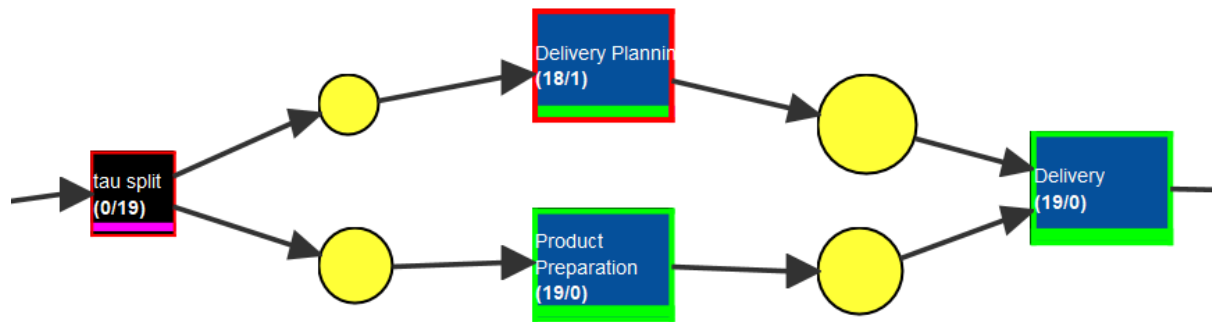 tau split
(0/19)
Delivery Plannin
(18/1)
Product
Preparation
(19/0)
Delivery
(19/0)